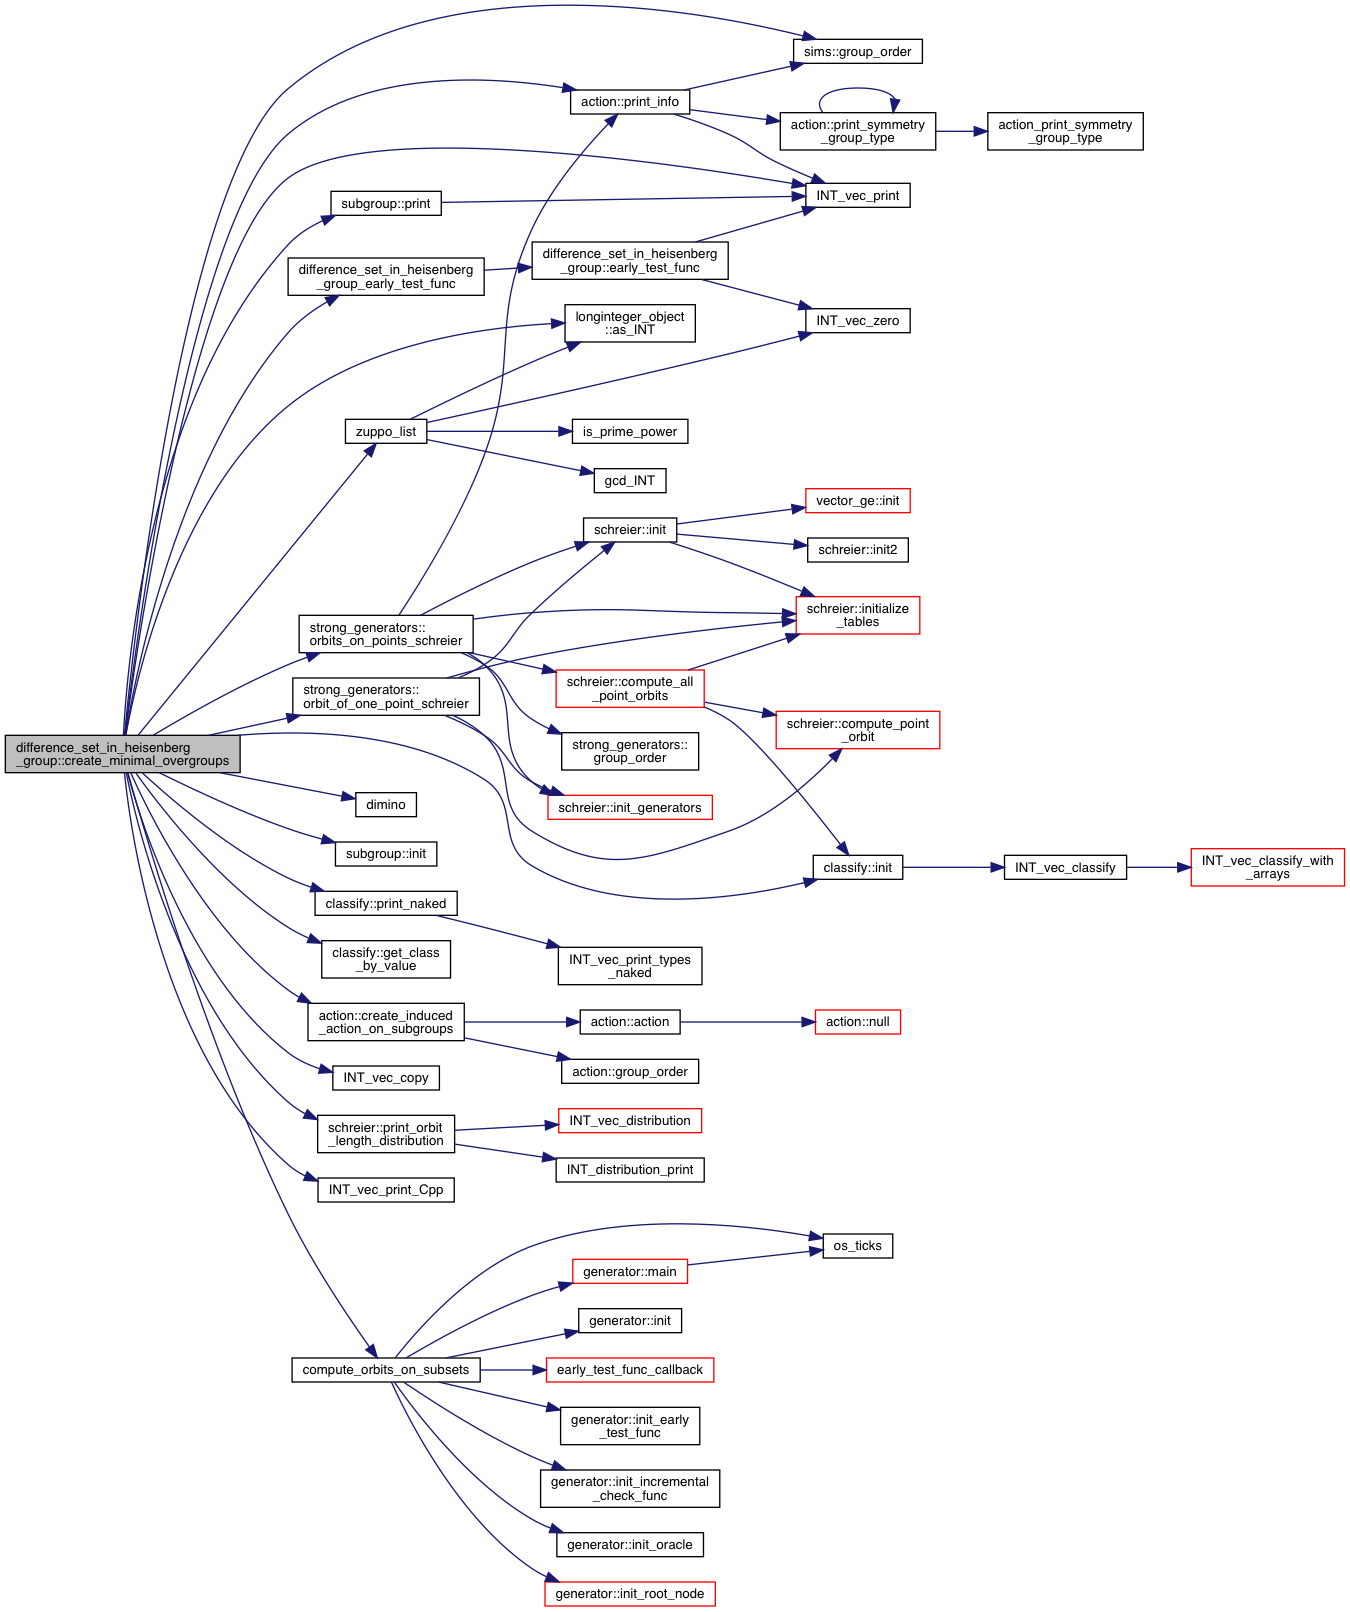 sims::group_order
action::print_info
action::print_symmetry
_group_type
action_print_symmetry
_group_type
INT_vec_print
subgroup::print
difference_set_in_heisenberg
_group::early_test_func
difference_set_in_heisenberg
_group_early_test_func
longinteger_object
::as_INT
INT_vec_zero
zuppo_list
is_prime_power
gcd_INT
vector_ge::init
schreier::init
schreier::init2
schreier::initialize
_tables
strong_generators::
orbits_on_points_schreier
schreier::compute_all
_point_orbits
strong_generators::
orbit_of_one_point_schreier
schreier::compute_point
_orbit
strong_generators::
group_order
difference_set_in_heisenberg
_group::create_minimal_overgroups
dimino
schreier::init_generators
subgroup::init
classify::init
INT_vec_classify
INT_vec_classify_with
_arrays
classify::print_naked
classify::get_class
_by_value
INT_vec_print_types
_naked
action::create_induced
_action_on_subgroups
action::action
action::null
action::group_order
INT_vec_copy
schreier::print_orbit
_length_distribution
INT_vec_distribution
INT_distribution_print
INT_vec_print_Cpp
os_ticks
generator::main
generator::init
compute_orbits_on_subsets
early_test_func_callback
generator::init_early
_test_func
generator::init_incremental
_check_func
generator::init_oracle
generator::init_root_node